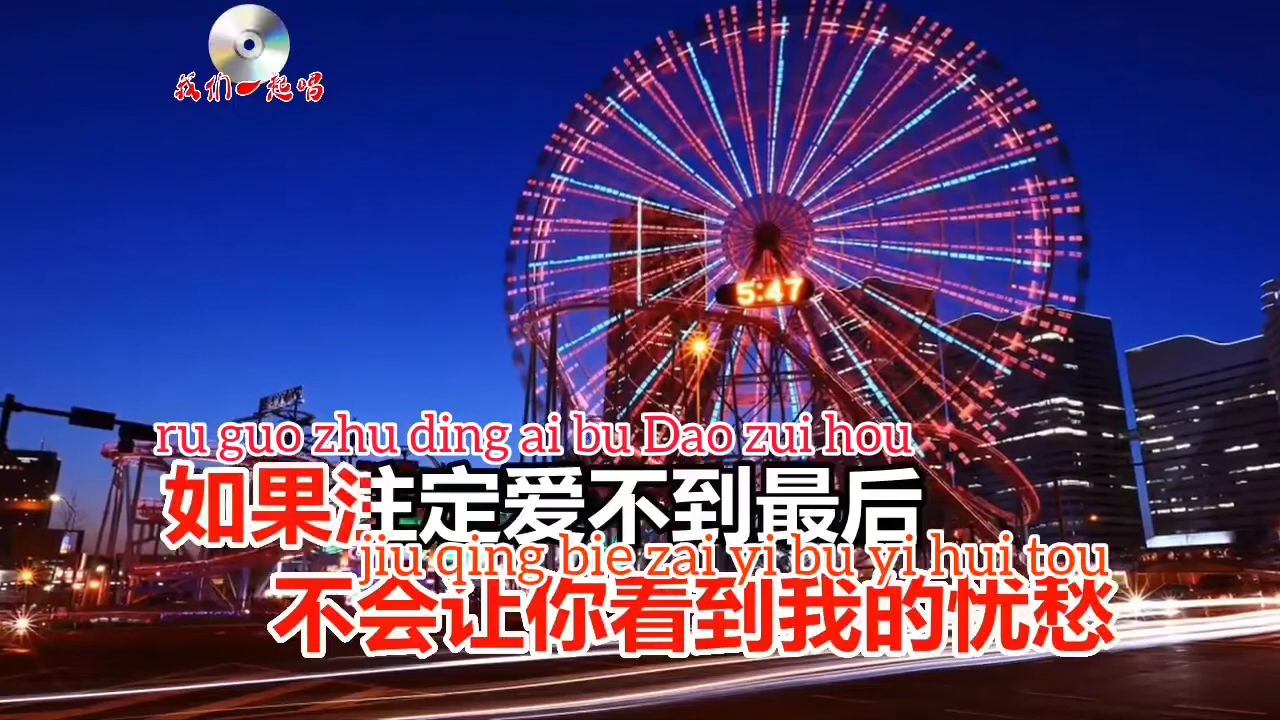 我们一起唱
5:47
ru guo zhu ding ai bu Dao zui hou
如果注定爱不到最后
jiu qing bie zai yi bu yi hui tou
不会让你看到我的忧愁